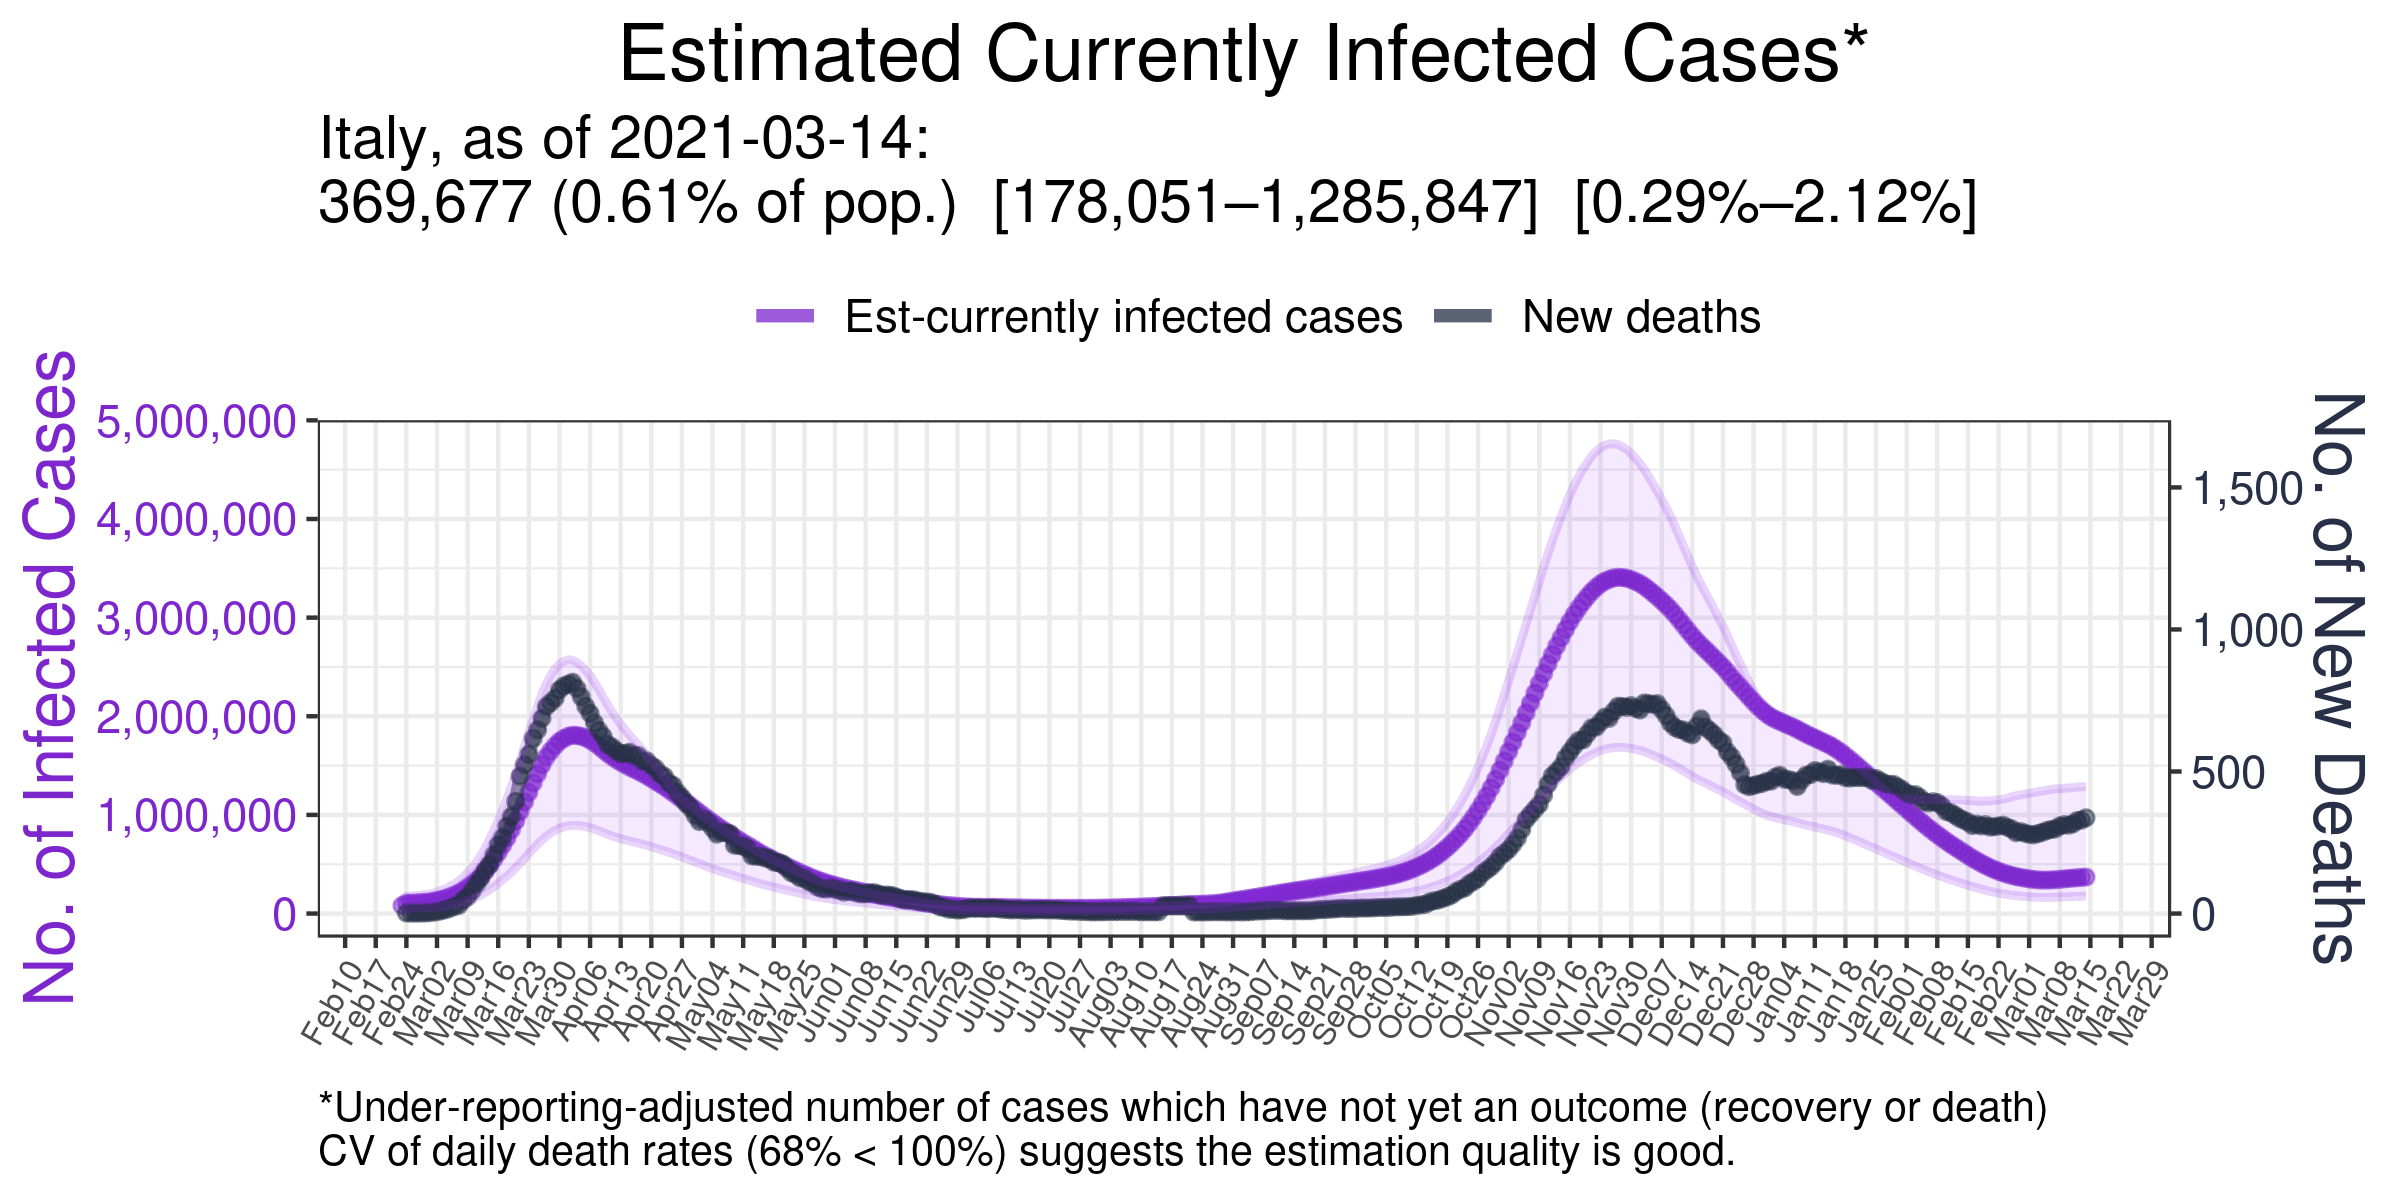 Estimated Currently Infected Cases*
Italy, as of 2021-03-14:
369,677 (0.61% of pop.) [178,051–1,285,847] [0.29%–2.12%]
Est-currently infected cases New deaths
No. of Infected Cases
5,000,000
4,000,000
3,000,000
2,000,000
1,000,000
0
1,500
1,000
500
0
No. of New Deaths
Feb10 Feb17 Feb24 Mar02 Mar09 Mar16 Mar23 Mar30 Apr06 Apr13 Apr20 Apr27 May04 May11 May18 May25 Jun01 Jun08 Jun15 Jun22 Jun29 Jul06 Jul13 Jul20 Jul27 Aug03 Aug10 Aug17 Aug24 Aug31 Sep07 Sep14 Sep21 Sep28 Oct05 Oct12 Oct19 Oct26 Nov02 Nov09 Nov16 Nov23 Nov30 Dec07 Dec14 Dec21 Dec28 Jan04 Jan11 Jan18 Jan25 Feb01 Feb08 Feb15 Feb22 Mar01 Mar08 Mar15 Mar22 Mar29
*Under-reporting-adjusted number of cases which have not yet an outcome (recovery or death)
CV of daily death rates (68% < 100%) suggests the estimation quality is good.